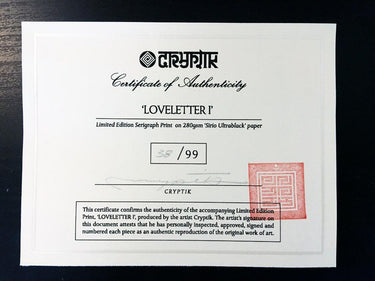 CRYPTIK
Certificate of Authenticity
'LOVELETTER I'
Limited Edition Serigraph Print on 280gsm 'Sirio Ultrablack' paper
38 /99
CRYPTIK
This certificate confirms the authenticity of the accompanying Limited Edition
Print, 'LOVELETTER I', produced by the artist Cryptik. The artist's signature on
this document attests that he has personally inspected, approved, signed and
numbered each piece as an authentic reproduction of the original work of art.